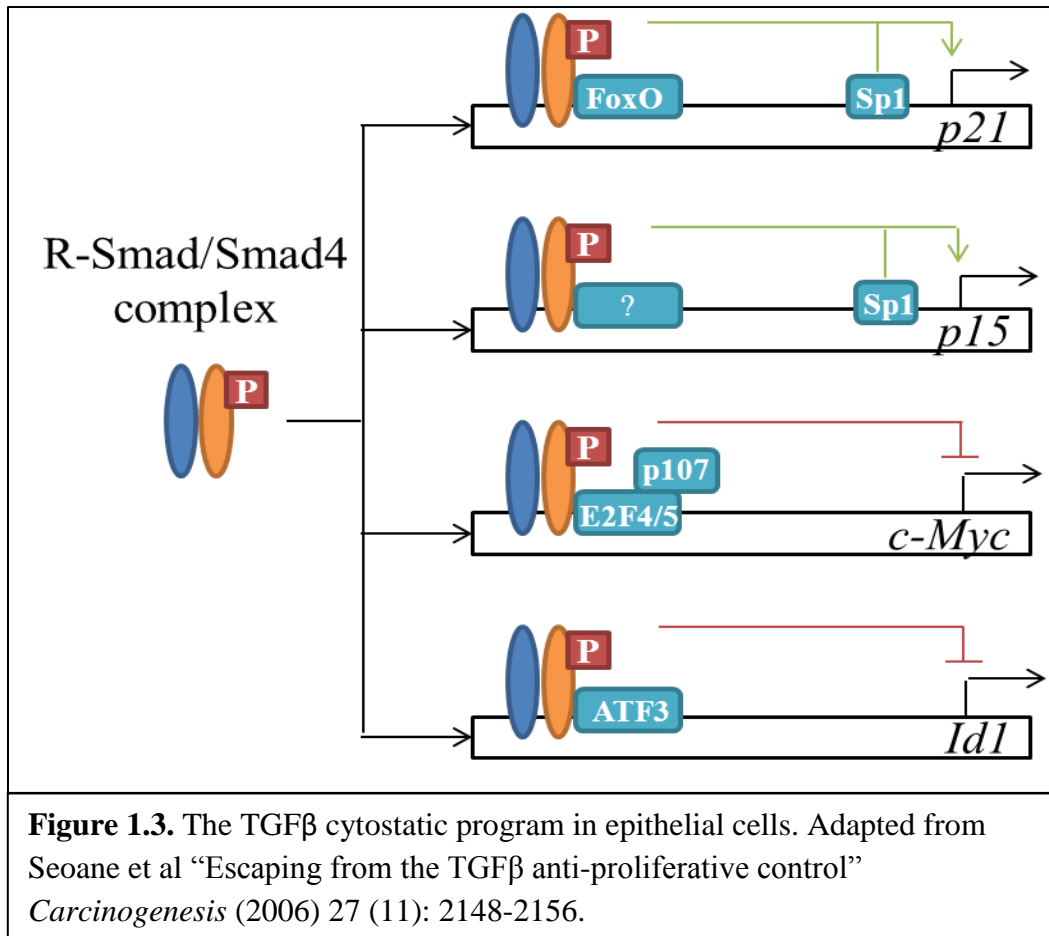 P
FoxO
Sp1
p21
R-Smad/Smad4
complex
P
P
?
Sp1
p15
P
p107
E2F4/5
c-Myc
P
ATF3
Id1
Figure 1.3. The TGFβ cytostatic program in epithelial cells. Adapted from
Seoane et al “Escaping from the TGFβ anti-proliferative control”
Carcinogenesis (2006) 27 (11): 2148-2156.